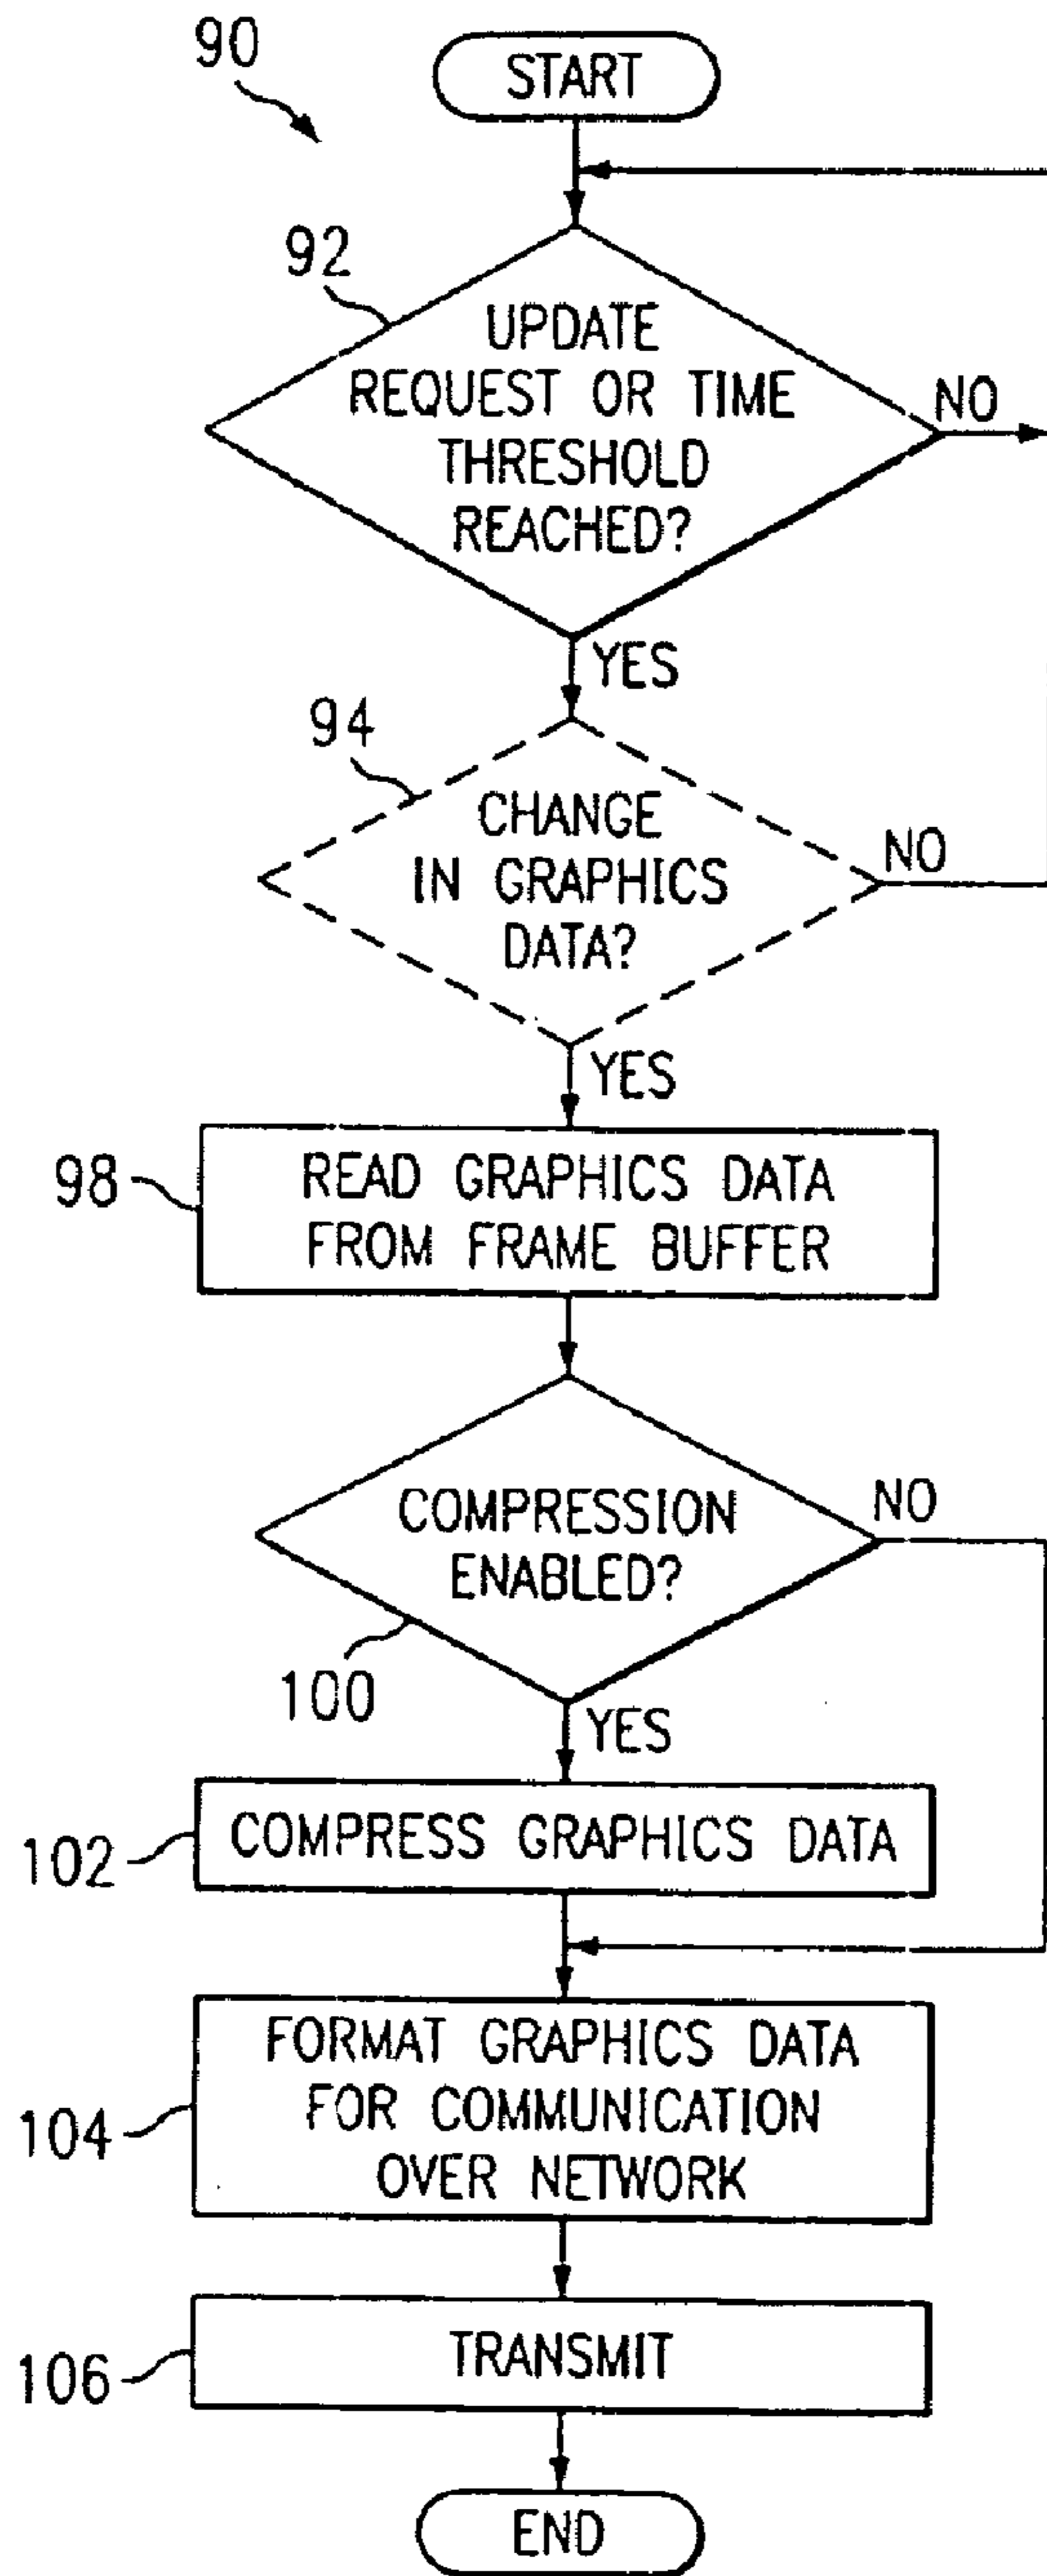 90
START
92
UPDATE
REQUEST OR TIME
THRESHOLD
REACHED?
NO
YES
94
CHANGE
IN GRAPHICS
DATA?
NO
YES
98
READ GRAPHICS DATA
FROM FRAME BUFFER
COMPRESSION
ENABLED?
NO
100
YES
102
COMPRESS GRAPHICS DATA
FORMAT GRAPHICS DATA
FOR COMMUNICATION
OVER NETWORK
104
TRANSMIT
106
END